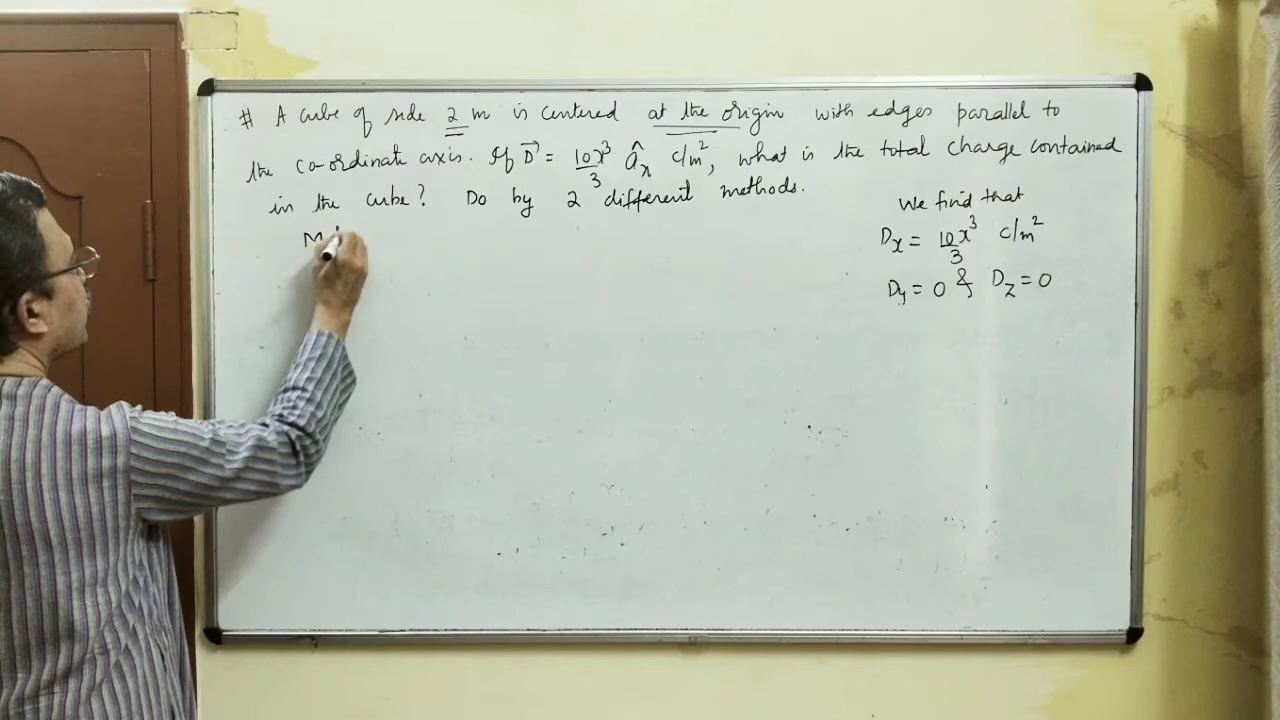 # A cube of side 2 m is centered at the origin with edges parallel to
the co-ordinate axis. If D⃗ = 10x³/3 âₓ c/m², what is the total charge contained
in the cube? Do by 2 different methods.
We find that
Dₓ = 10x³/3 c/m²
Dy = 0 & Dz = 0
M